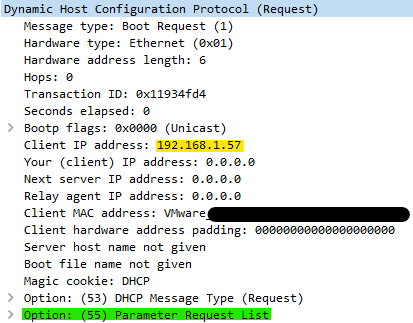 Dynamic Host Configuration Protocol (Request)
Message type: Boot Request (1)
Hardware type: Ethernet (0x01)
Hardware address length: 6
Hops: 0
Transaction ID: 0x11934fd4
Seconds elapsed: 0
Bootp flags: 0x0000 (Unicast)
Client IP address: 192.168.1.57
Your (client) IP address: 0.0.0.0
Next server IP address: 0.0.0.0
Relay agent IP address: 0.0.0.0
Client MAC address: VMware
Client hardware address padding: 00000000000000000000
Server host name not given
Boot file name not given
Magic cookie: DHCP
Option: (53) DHCP Message Type (Request)
Option: (55) Parameter Request List